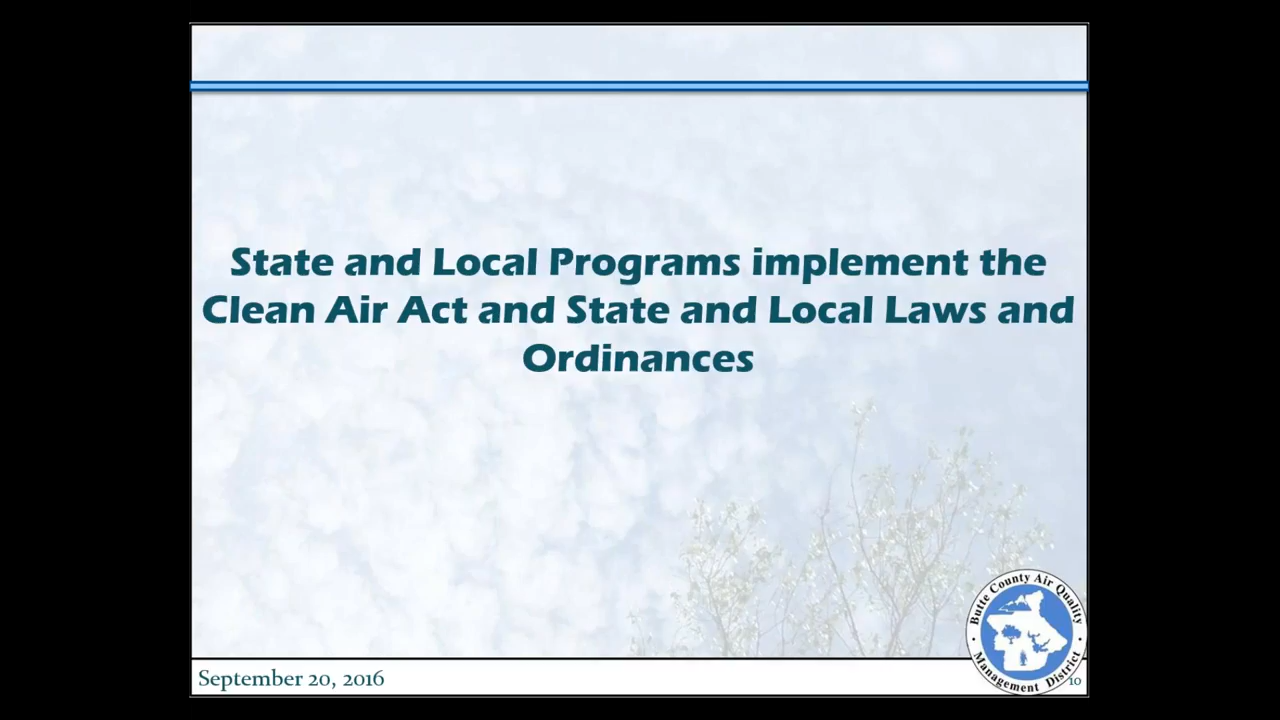 State and Local Programs implement the
Clean Air Act and State and Local Laws and
Ordinances
Butte County Air Quality
Management District
September 20, 2016
10